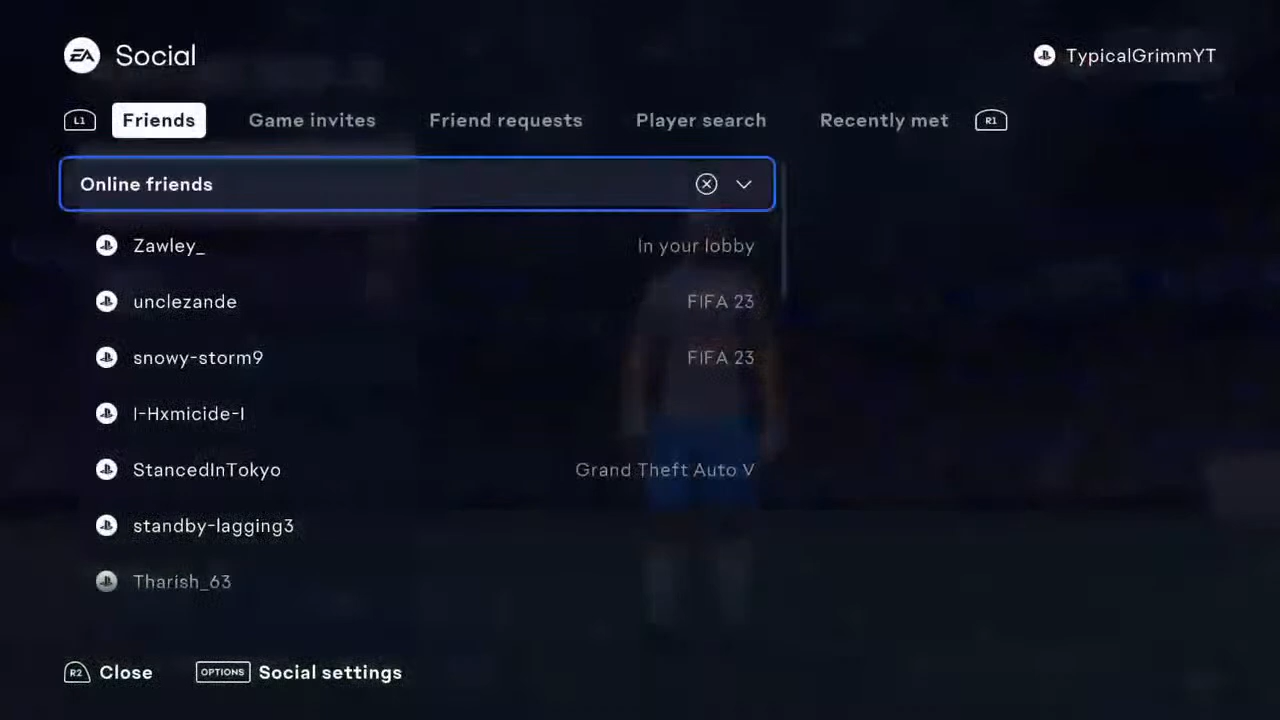 EA Social
TypicalGrimmYT
L1 Friends Game invites Friend requests Player search Recently met R1
Online friends
Zawley_ In your lobby
unclezande FIFA 23
snowy-storm9 FIFA 23
I-Hxmicide-I
StancedInTokyo Grand Theft Auto V
standby-lagging3
Tharish_63
R2 Close OPTIONS Social settings